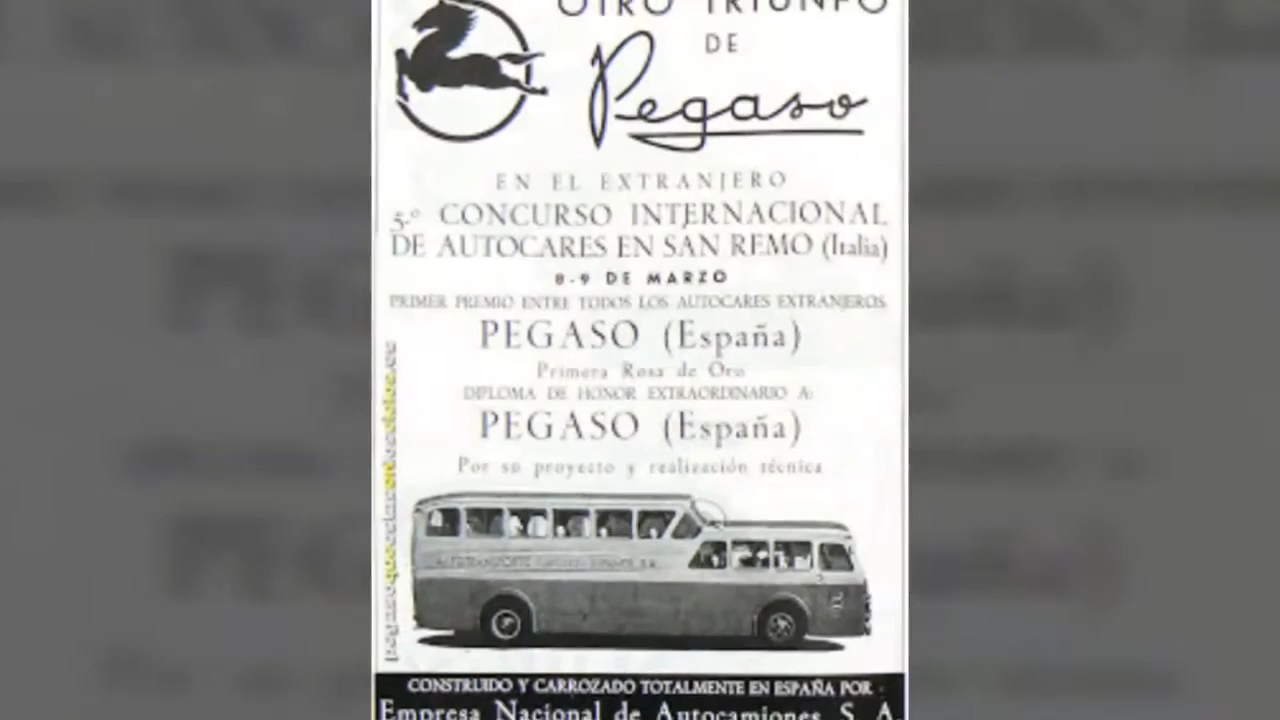 OTRO TRIUNFO
DE
Pegaso
EN EL EXTRANJERO
5.º CONCURSO INTERNACIONAL
DE AUTOCARES EN SAN REMO (Italia)
8-9 DE MARZO
PRIMER PREMIO ENTRE TODOS LOS AUTOCARES EXTRANJEROS
PEGASO (España)
Primera Rosa de Oro
DIPLOMA DE HONOR EXTRAORDINARIO A:
PEGASO (España)
Por su proyecto y realización técnica
CONSTRUIDO Y CARROZADO TOTALMENTE EN ESPAÑA POR
Empresa Nacional de Autocamiones S. A.